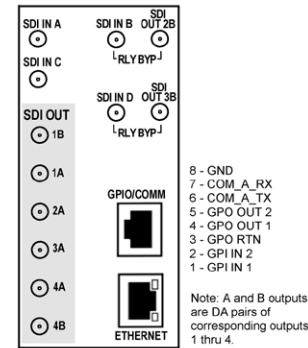 SDI IN A
SDI IN B
SDI
OUT 2B
RLY BYP
SDI IN C
SDI IN D
SDI
OUT 3B
RLY BYP
SDI OUT
1B
1A
2A
3A
4A
4B
GPIO/COMM
ETHERNET
8 - GND
7 - COM_A_RX
6 - COM_A_TX
5 - GPO OUT 2
4 - GPO OUT 1
3 - GPO RTN
2 - GPI IN 2
1 - GPI IN 1
Note: A and B outputs
are DA pairs of
corresponding outputs
1 thru 4.